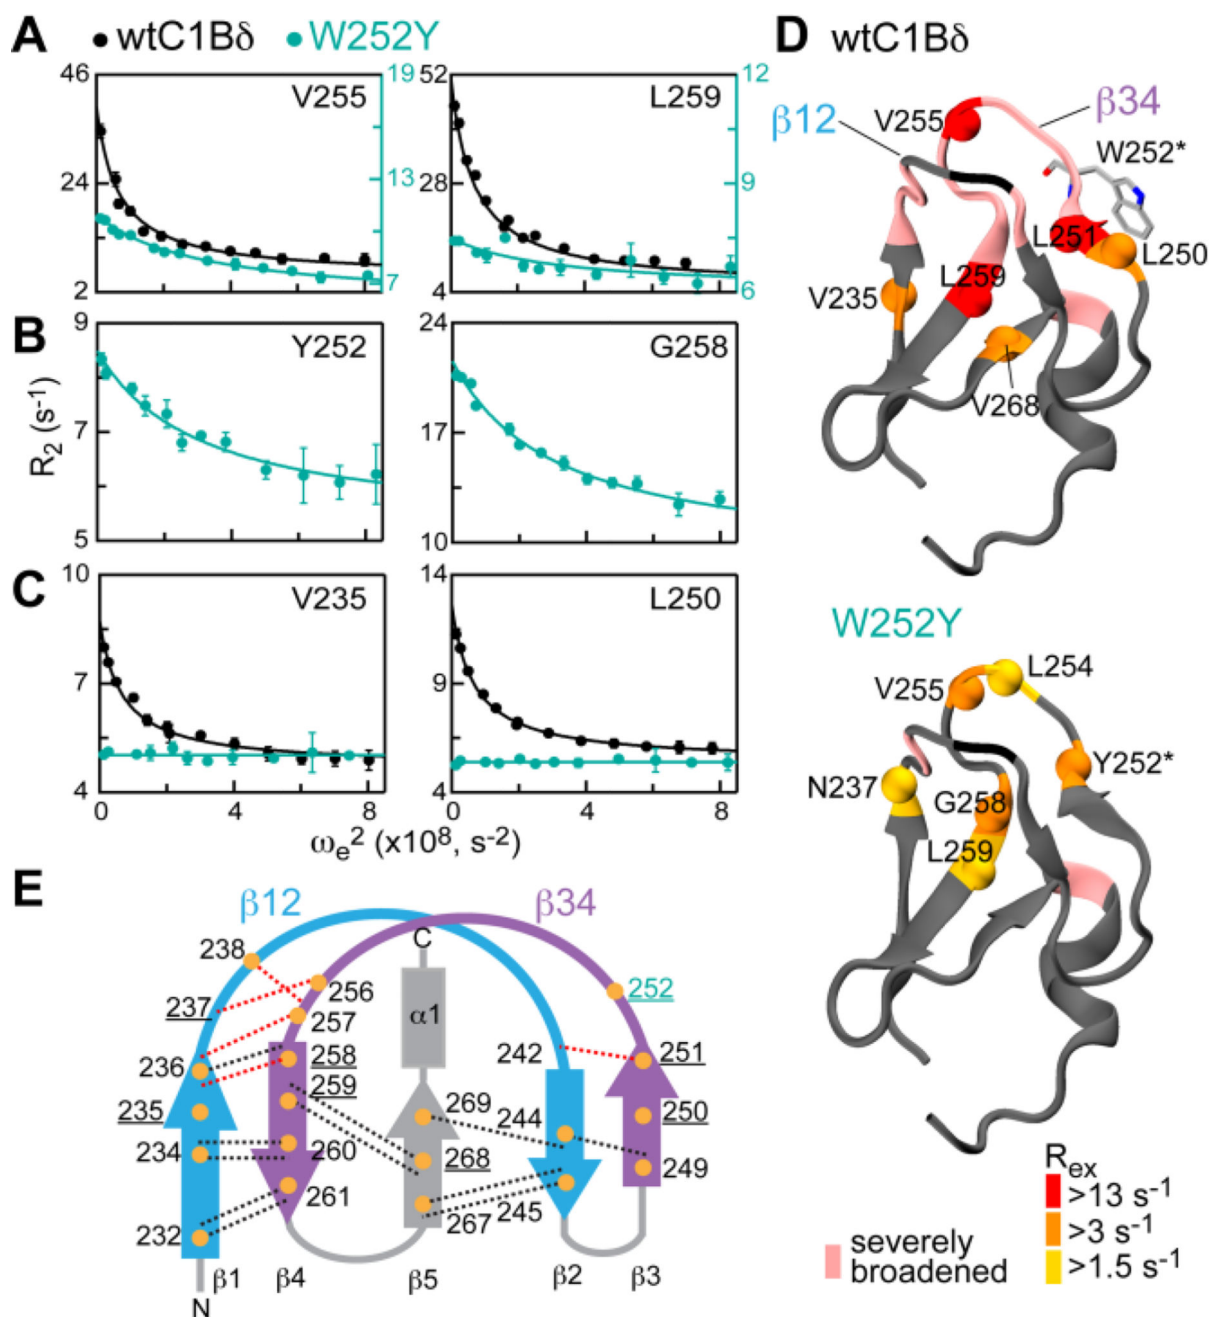 A
wtC1Bδ
W252Y
46
24
2
V255
19
13
7
52
28
4
L259
12
9
6
B
R2 (s-1)
9
7
5
Y252
24
17
10
G258
C
10
7
4
V235
0
4
8
14
9
4
L250
0
4
8
ωe2 (x10^8, s-2)
D
wtC1Bδ
β12
β34
V255
W252*
L251
L250
L259
V235
V268
W252Y
L254
V255
Y252*
N237
G258
L259
Rex
>13 s-1
>3 s-1
>1.5 s-1
severely
broadened
E
β12
β34
C
α1
238
237
256
257
252
236
258
242
251
259
235
269
244
250
234
260
268
249
261
245
232
267
β1
β4
β5
β2
β3
N